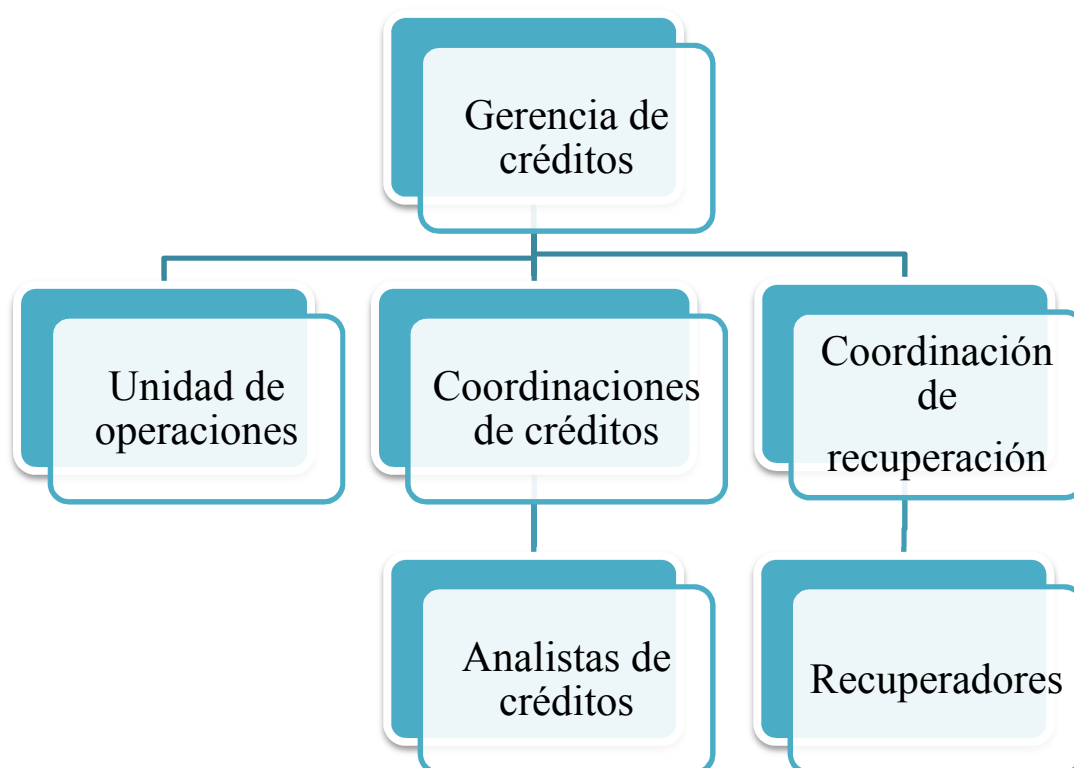 Gerencia de
créditos
Unidad de
operaciones
Coordinaciones
de créditos
Coordinación
de
recuperación
Analistas de
créditos
Recuperadores